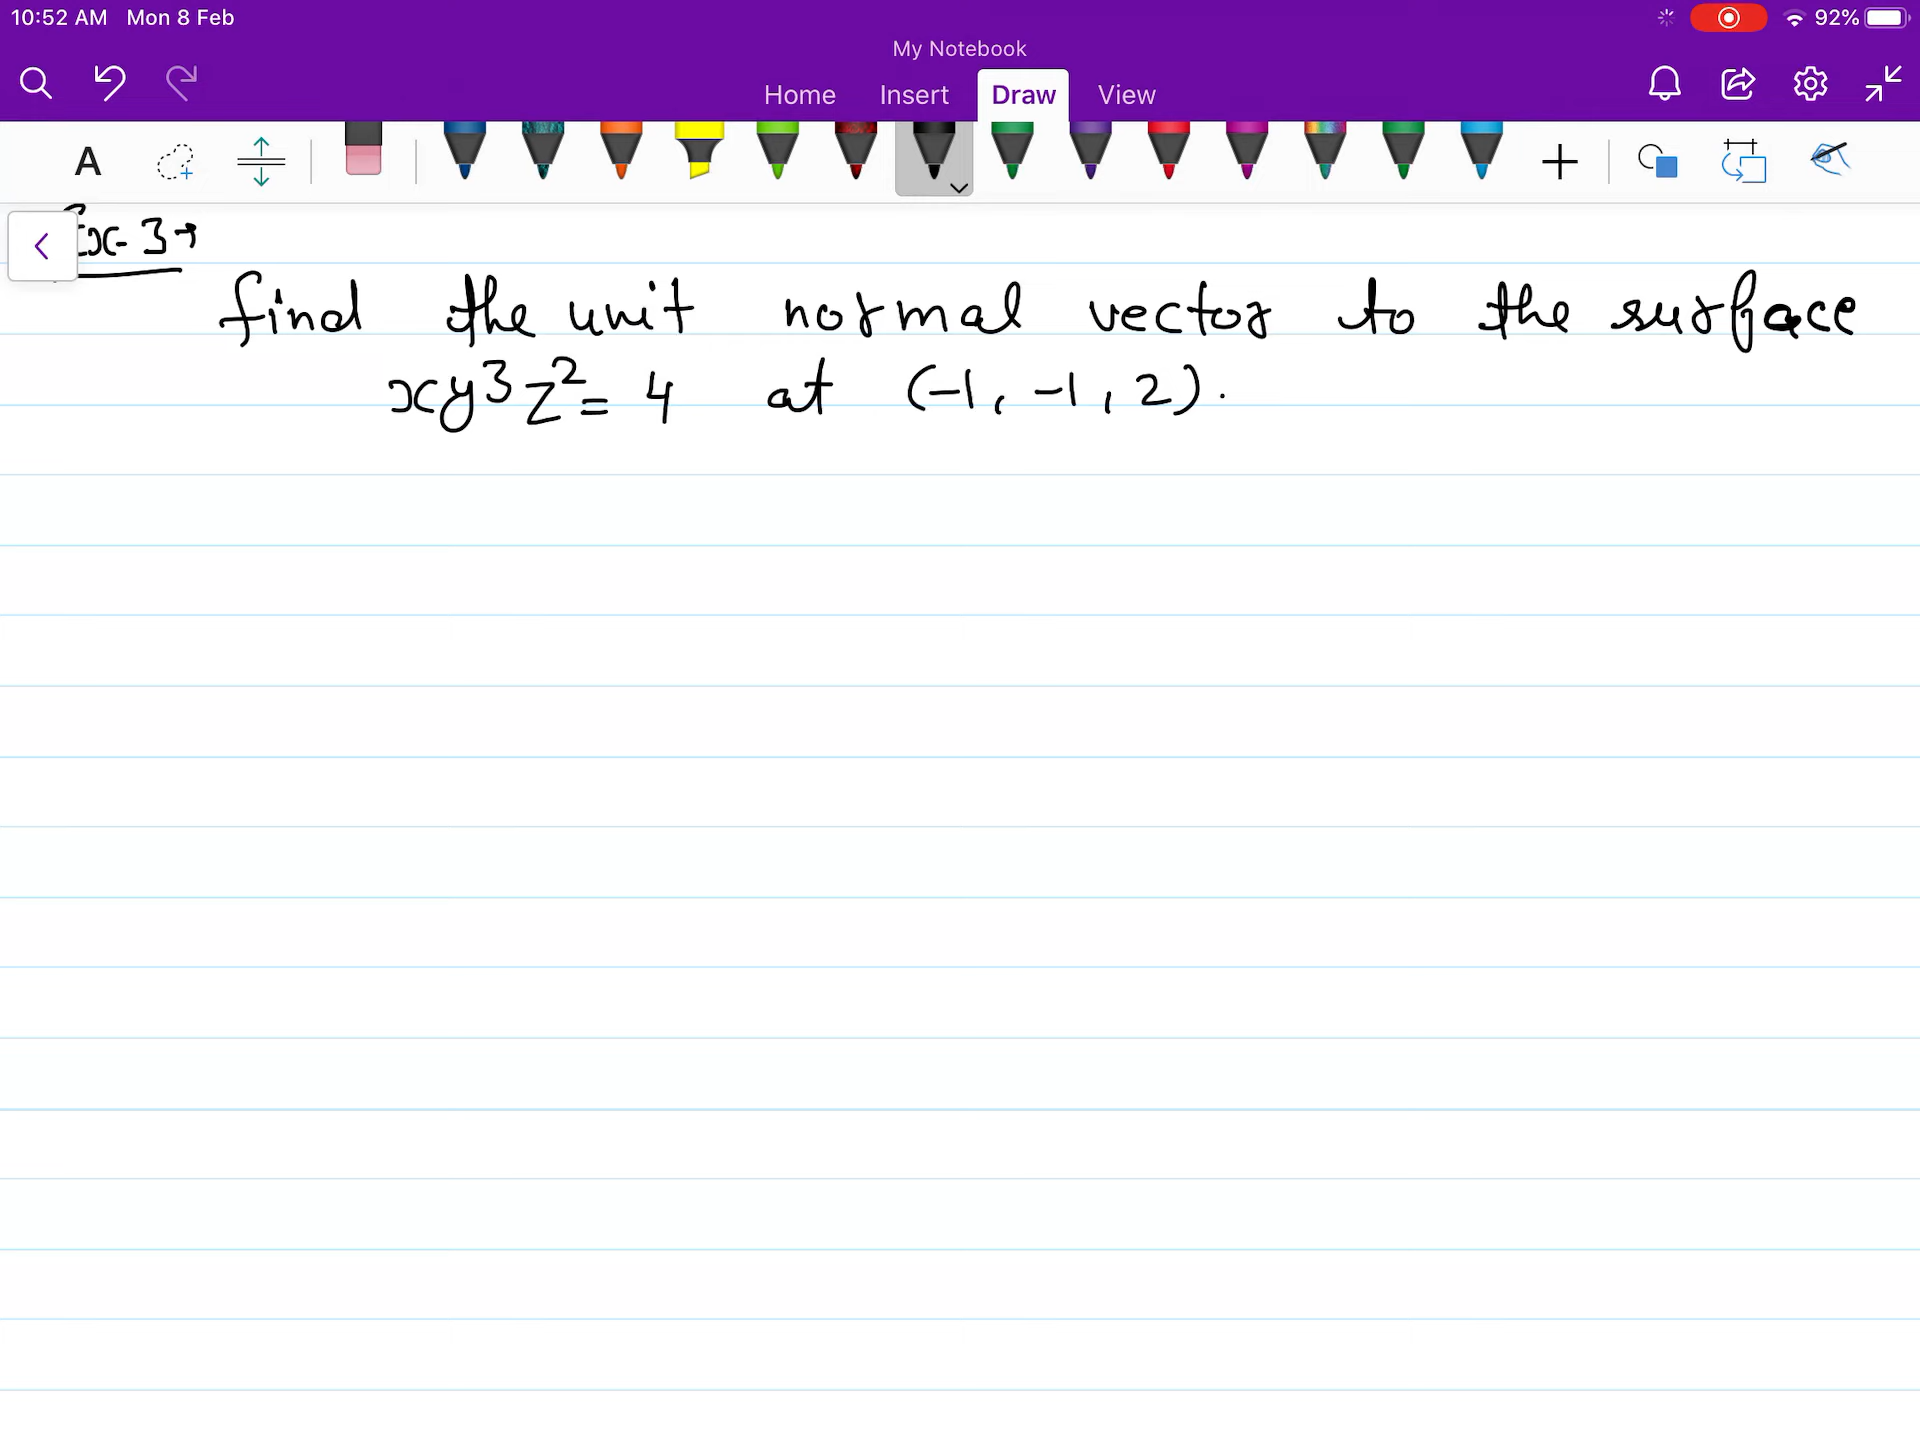 10:52 AM Mon 8 Feb
92%
My Notebook
Home Insert Draw View
A
Ex-3→
find the unit normal vector to the surface
xy³z² = 4 at (-1, -1, 2).